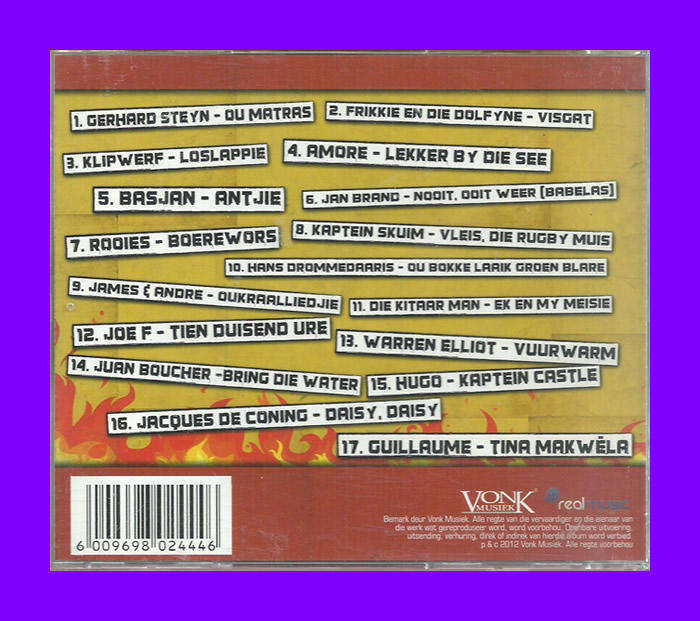 1. GERHARD STEYN - OU MATRAS
2. FRIKKIE EN DIE DOLFYNE - VISGAT
3. KLIPWERF - LOSLAPPIE
4. AMORE - LEKKER BY DIE SEE
5. BASJAN - ANTJIE
6. JAN BRAND - NOOIT, OOIT WEER (BABELAS)
7. ROOIES - BOEREWORS
8. KAPTEIN SKUIM - VLEIS, DIE RUGBY MUIS
10. HANS DROMMEDAARIS - OU BOKKE LAAIK GROEN BLARE
9. JAMES & ANDRE - OUKRAALLIEDJIE
11. DIE KITAAR MAN - EK EN MY MEISIE
12. JOE F - TIEN DUISEND URE
13. WARREN ELLIOT - VUURWARM
14. JUAN BOUCHER -BRING DIE WATER
15. HUGO - KAPTEIN CASTLE
16. JACQUES DE CONING - DAISY, DAISY
17. GUILLAUME - TINA MAKWÊLA
VONK
MUSIEK
realmusic
Bemark deur Vonk Musiek. Alle regte van die vervaardiger en die eienaar van
die werk wat gereproduseer word, word voorbehou. Openbare uitvoering,
uitsending, verhuring, direk of indirek van hierdie album word verbied.
p & c 2012 Vonk Musiek. Alle regte voorbehou
6 009698 024446